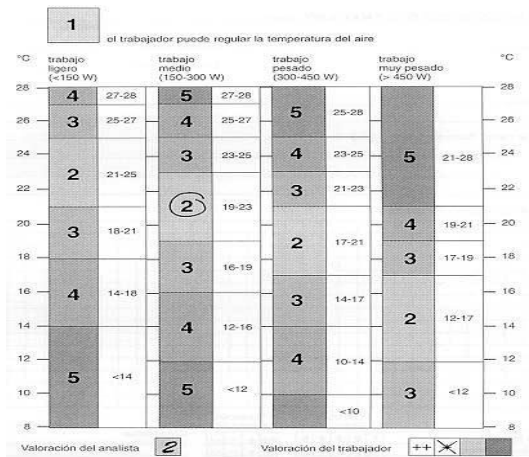 1
el trabajador puede regular la temperatura del aire
°C trabajo ligero (<150 W) trabajo medio (150-300 W) trabajo pesado (300-450 W) trabajo muy pesado (> 450 W) °C
28 28
4 27-28 5 27-28 5 25-28 5 21-28
26 26
3 25-27 4 25-27
24 24
2 21-25 3 23-25 4 23-25
22 22
2 19-23 3 21-23
20 20
3 18-21 2 17-21 4 19-21
18 18
3 16-19 3 17-19
16 16
4 14-18 3 14-17 2 12-17
14 14
4 12-16
12 12
5 <14 4 10-14
10 10
5 <12 <10 3 <12
8 8
Valoración del analista 2 Valoración del trabajador ++